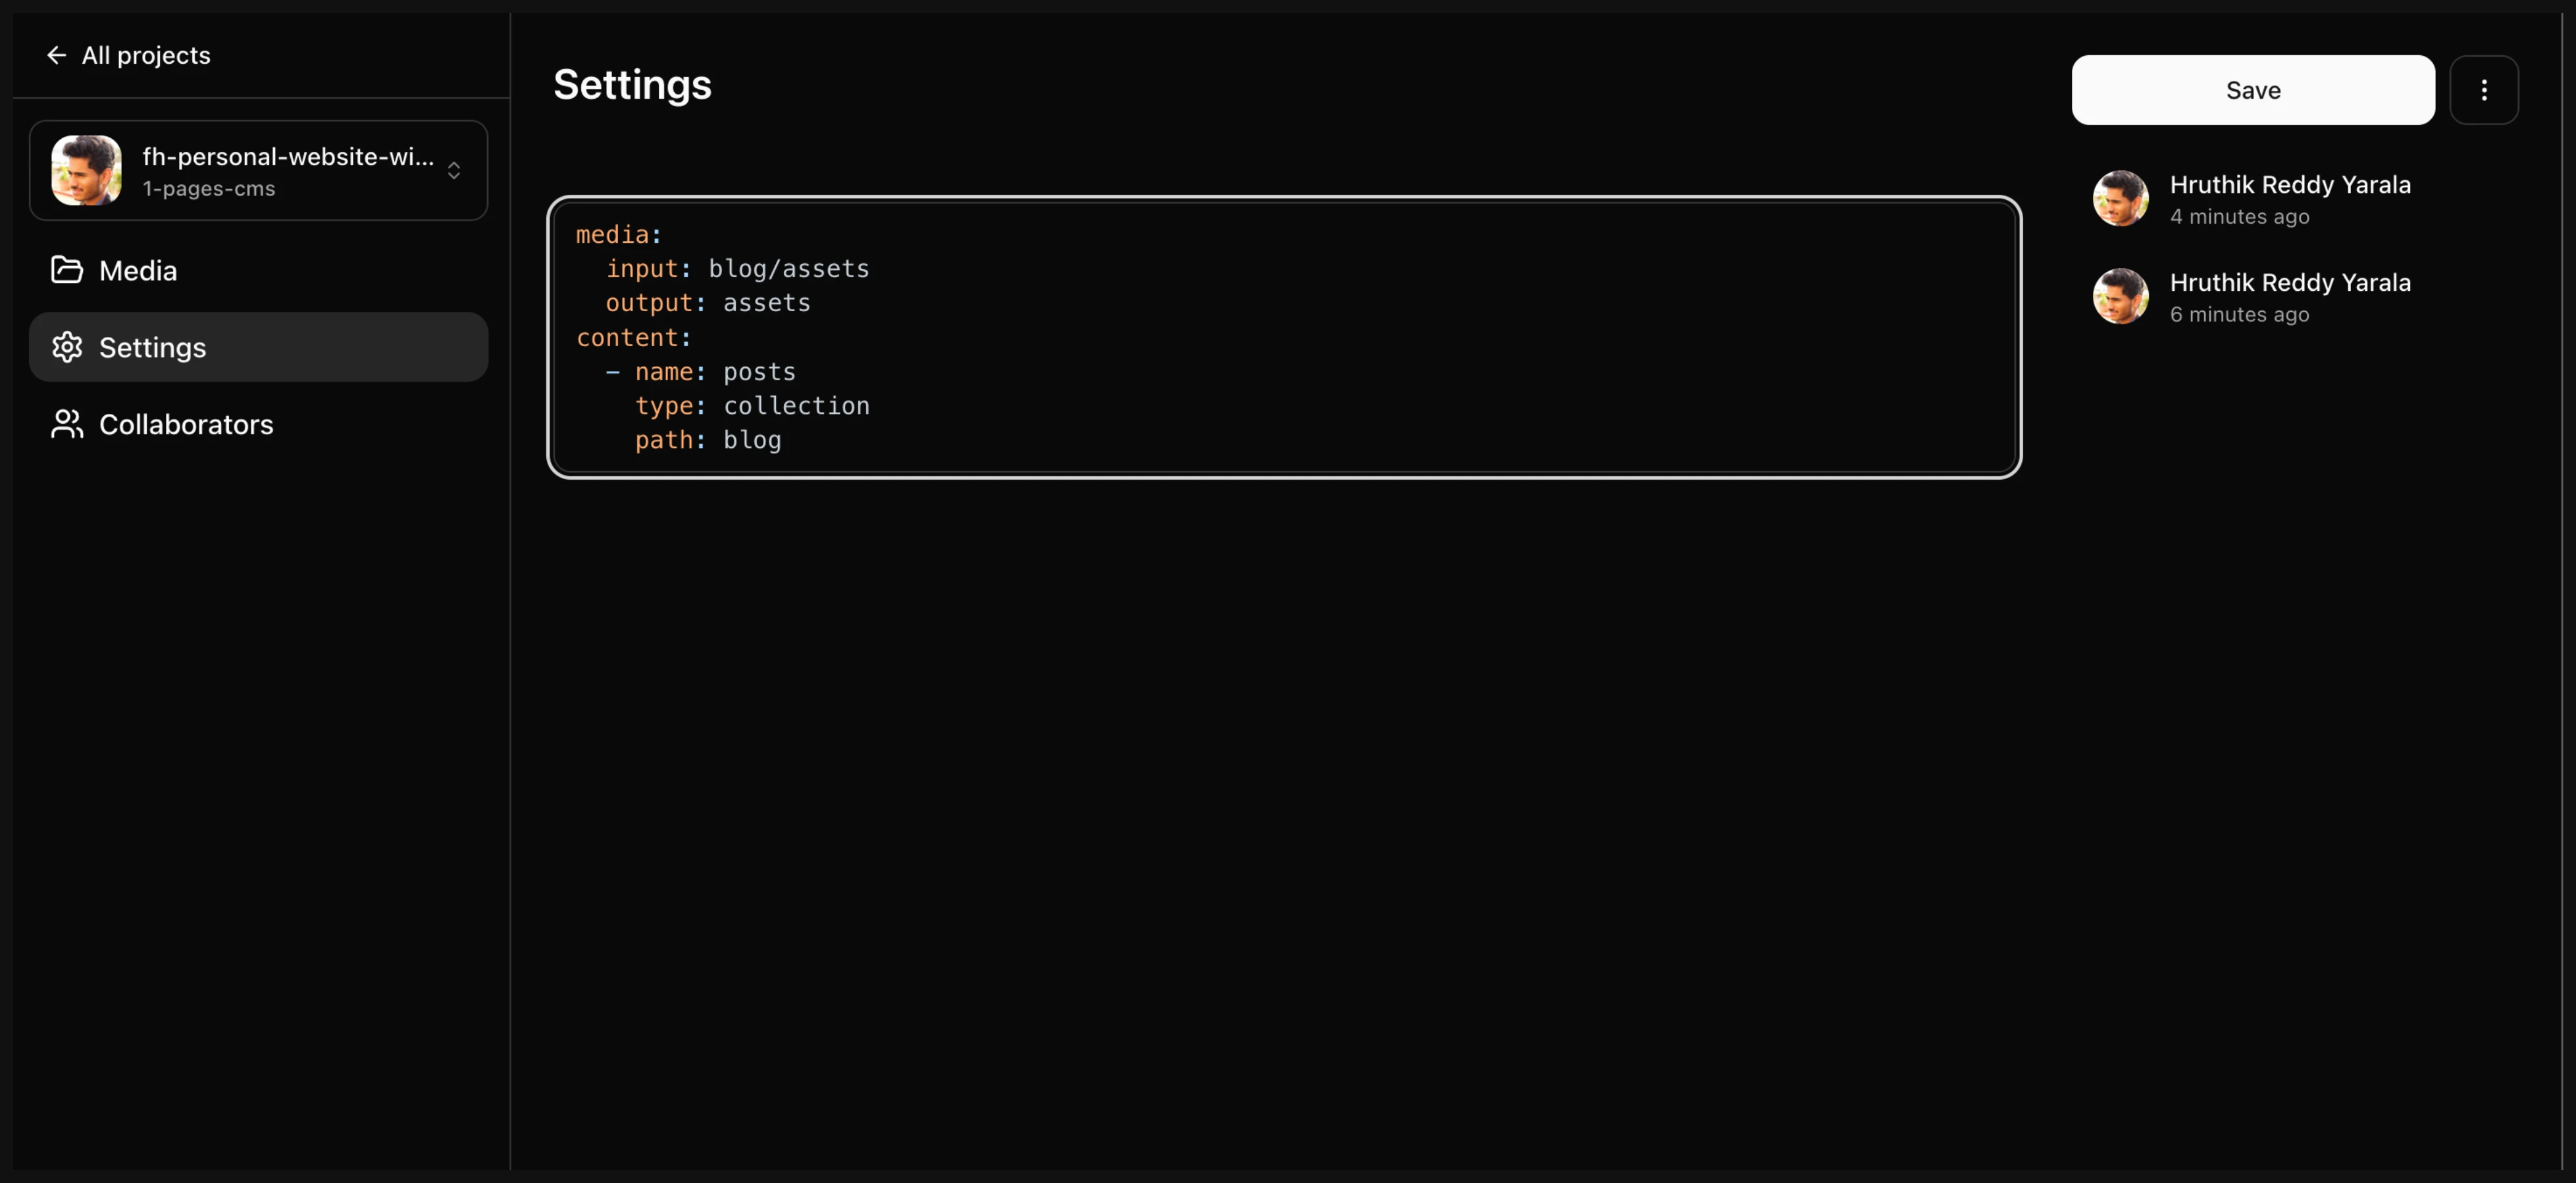 All projects
fh-personal-website-wi...
1-pages-cms
Media
Settings
Collaborators
Settings
media:
  input: blog/assets
  output: assets
content:
  - name: posts
    type: collection
    path: blog
Save
Hruthik Reddy Yarala
4 minutes ago
Hruthik Reddy Yarala
6 minutes ago